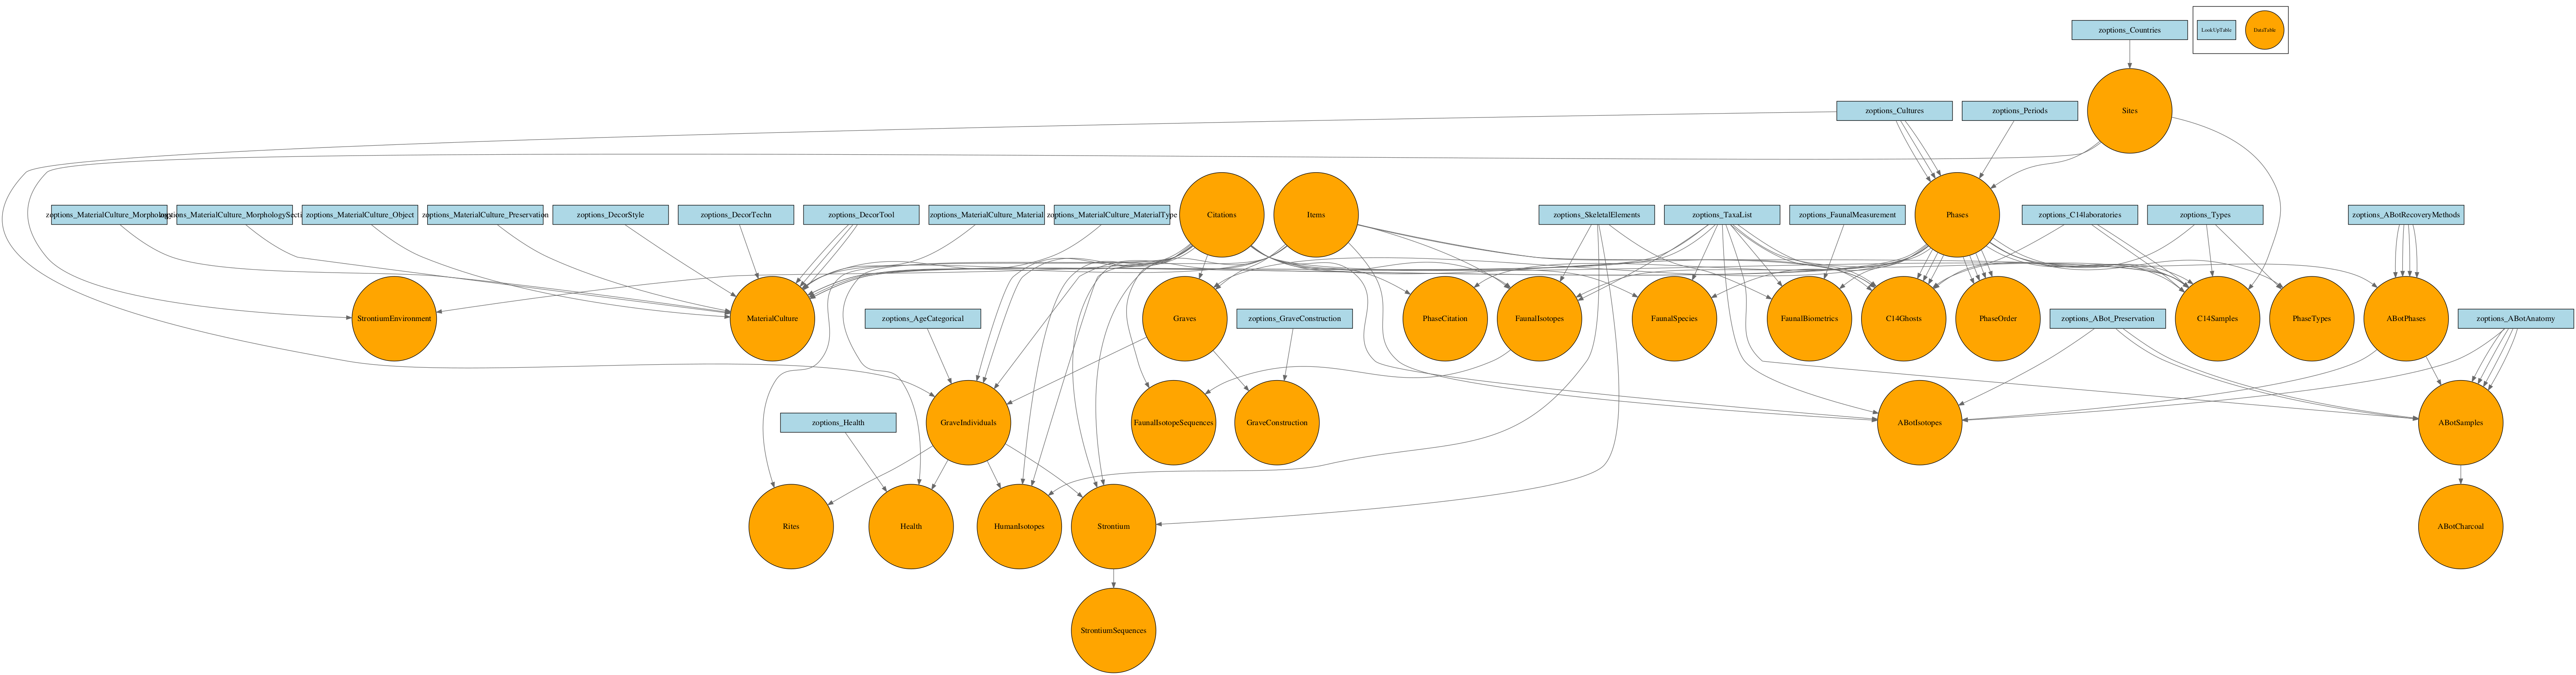 zoptions_Countries
LookUpTable
DataTable
Sites
zoptions_Cultures
zoptions_Periods
zoptions_MaterialCulture_Morphology
zoptions_MaterialCulture_MorphologySecti
zoptions_MaterialCulture_Object
zoptions_MaterialCulture_Preservation
zoptions_DecorStyle
zoptions_DecorTechn
zoptions_DecorTool
zoptions_MaterialCulture_Material
zoptions_MaterialCulture_MaterialType
Citations
Items
zoptions_SkeletalElements
zoptions_TaxaList
zoptions_FaunalMeasurement
Phases
zoptions_C14laboratories
zoptions_Types
zoptions_ABotRecoveryMethods
StrontiumEnvironment
MaterialCulture
zoptions_AgeCategorical
Graves
zoptions_GraveConstruction
PhaseCitation
FaunalIsotopes
FaunalSpecies
FaunalBiometrics
C14Ghosts
PhaseOrder
zoptions_ABot_Preservation
C14Samples
PhaseTypes
ABotPhases
zoptions_ABotAnatomy
zoptions_Health
GraveIndividuals
FaunalIsotopeSequences
GraveConstruction
ABotIsotopes
ABotSamples
Rites
Health
HumanIsotopes
Strontium
ABotCharcoal
StrontiumSequences